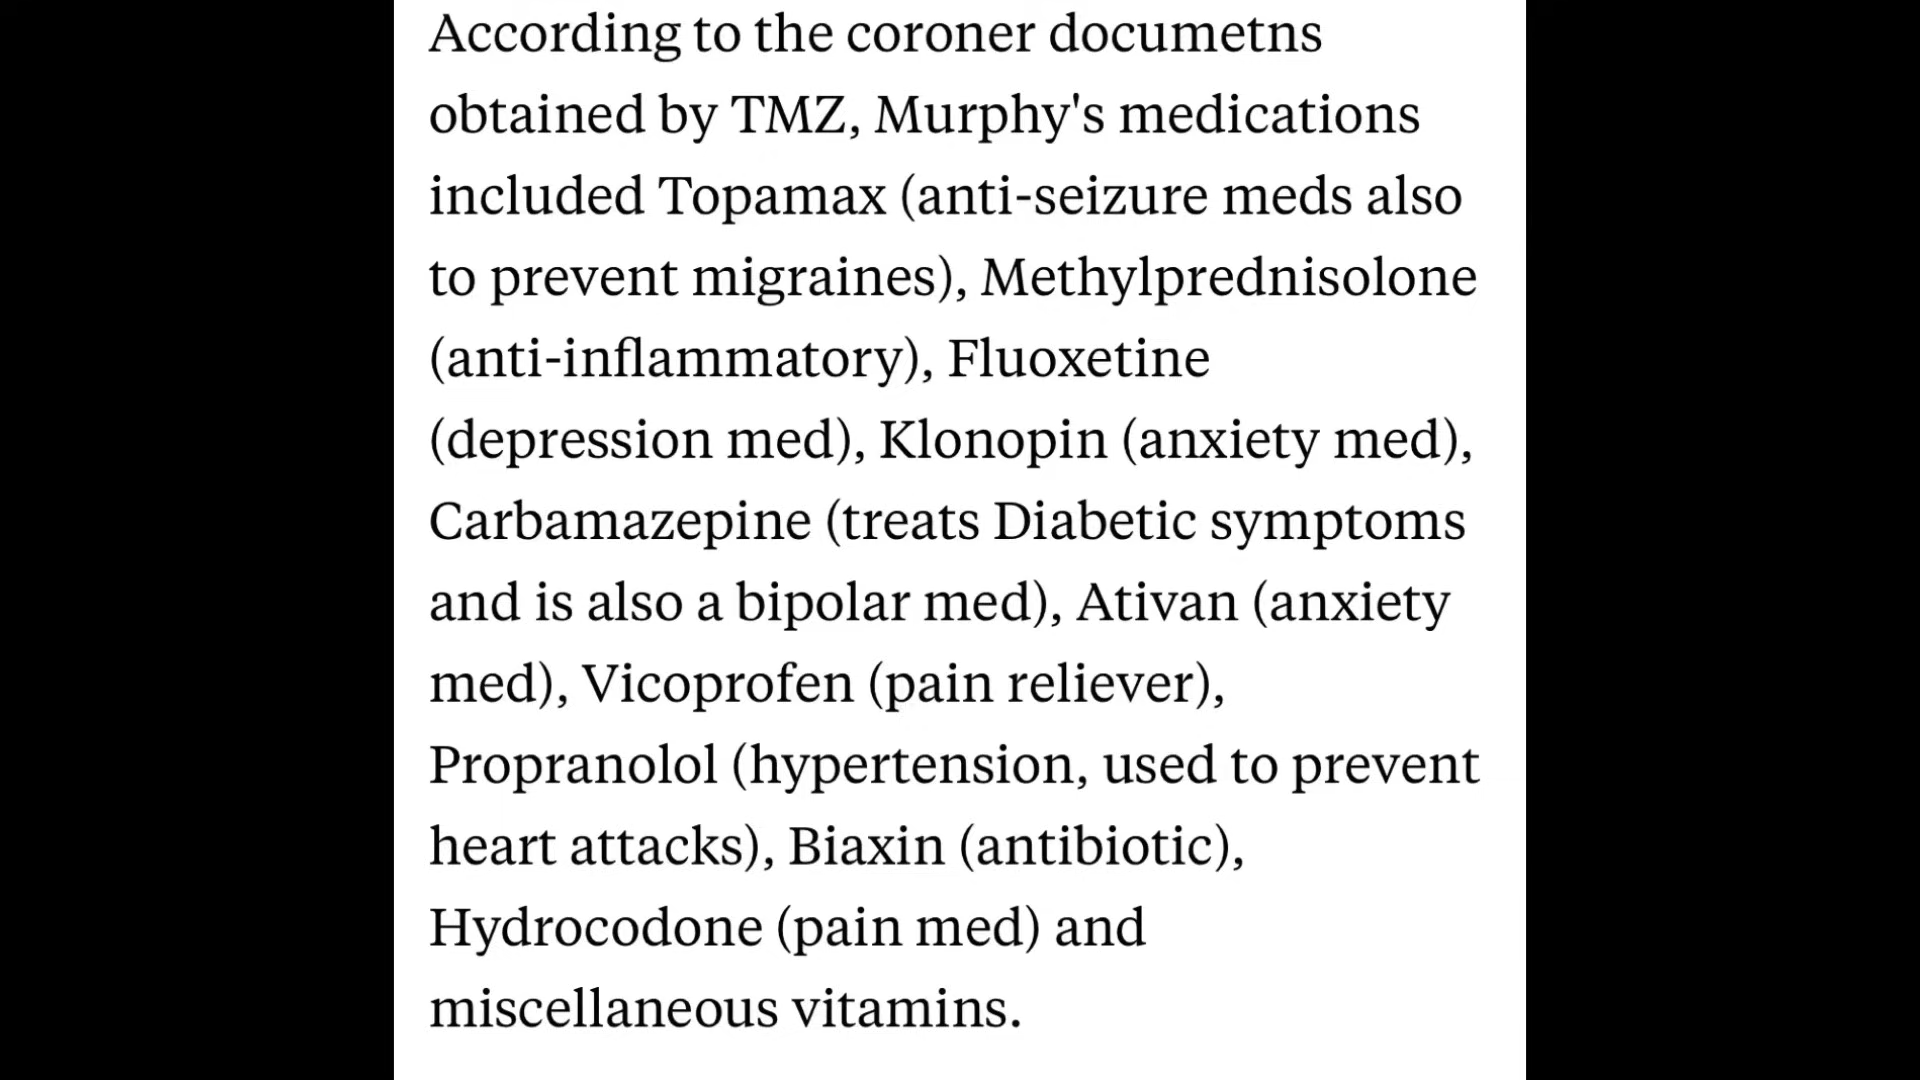 According to the coroner documetns
obtained by TMZ, Murphy's medications
included Topamax (anti-seizure meds also
to prevent migraines), Methylprednisolone
(anti-inflammatory), Fluoxetine
(depression med), Klonopin (anxiety med),
Carbamazepine (treats Diabetic symptoms
and is also a bipolar med), Ativan (anxiety
med), Vicoprofen (pain reliever),
Propranolol (hypertension, used to prevent
heart attacks), Biaxin (antibiotic),
Hydrocodone (pain med) and
miscellaneous vitamins.